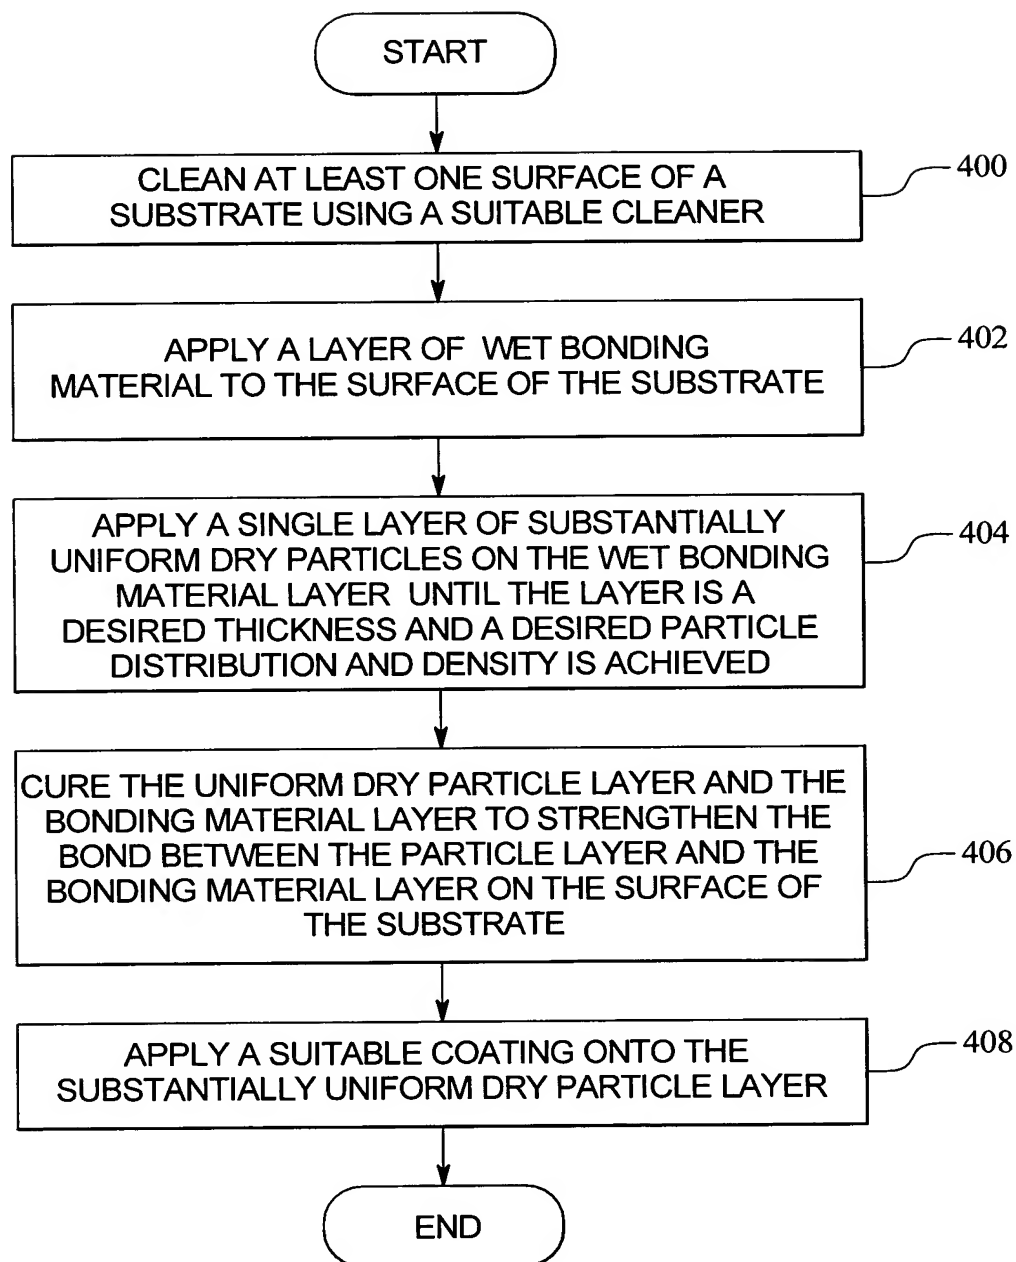 START
CLEAN AT LEAST ONE SURFACE OF A
SUBSTRATE USING A SUITABLE CLEANER
400
APPLY A LAYER OF WET BONDING
MATERIAL TO THE SURFACE OF THE SUBSTRATE
402
APPLY A SINGLE LAYER OF SUBSTANTIALLY
UNIFORM DRY PARTICLES ON THE WET BONDING
MATERIAL LAYER UNTIL THE LAYER IS A
DESIRED THICKNESS AND A DESIRED PARTICLE
DISTRIBUTION AND DENSITY IS ACHIEVED
404
CURE THE UNIFORM DRY PARTICLE LAYER AND THE
BONDING MATERIAL LAYER TO STRENGTHEN THE
BOND BETWEEN THE PARTICLE LAYER AND THE
BONDING MATERIAL LAYER ON THE SURFACE OF
THE SUBSTRATE
406
APPLY A SUITABLE COATING ONTO THE
SUBSTANTIALLY UNIFORM DRY PARTICLE LAYER
408
END